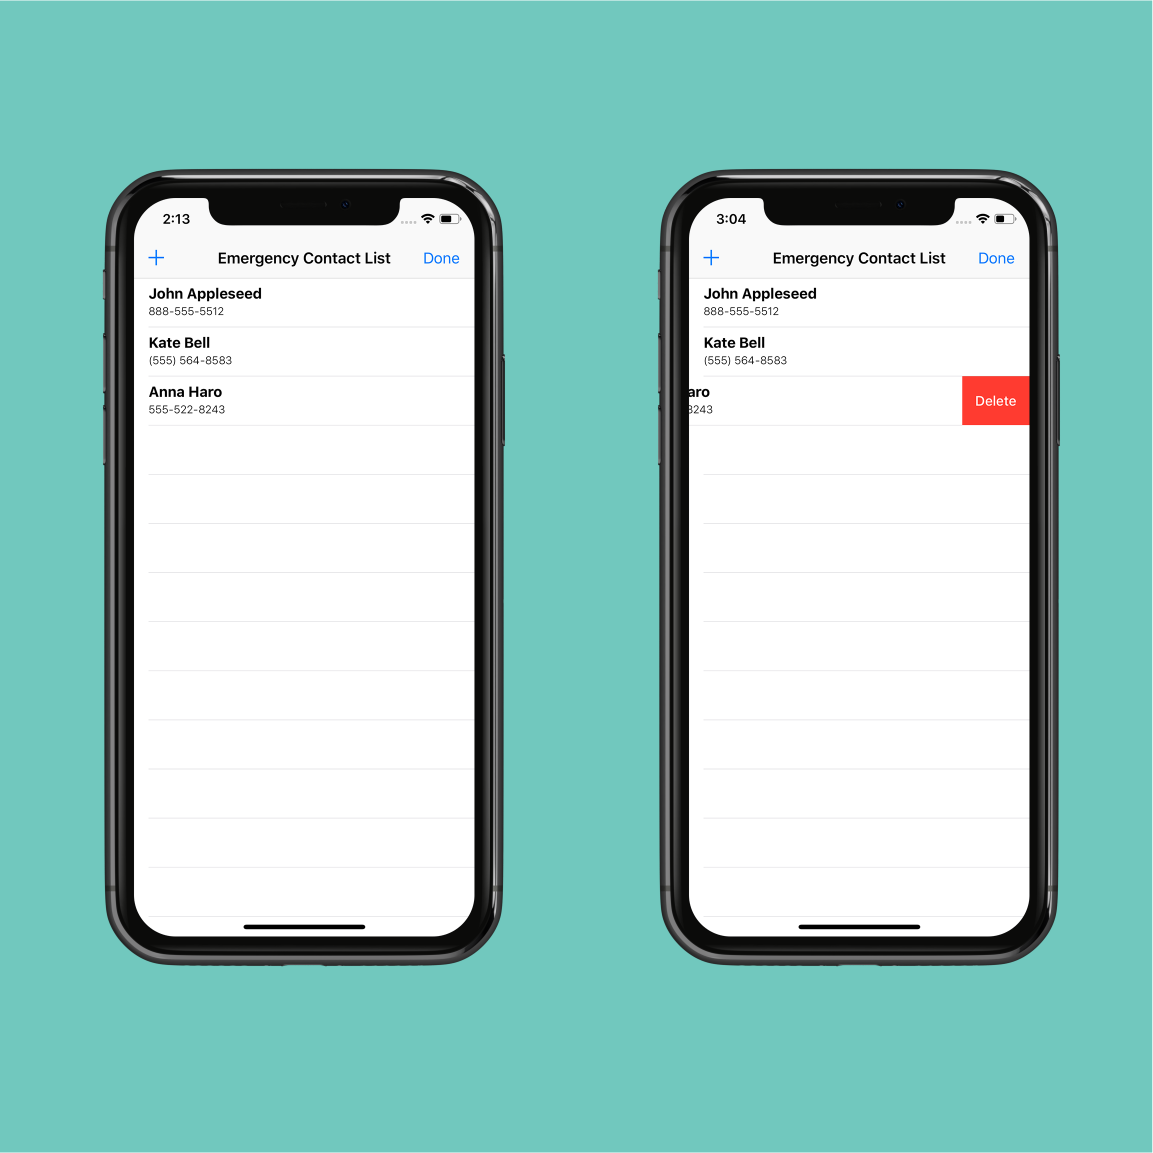 2:13
Emergency Contact List
Done
John Appleseed
888-555-5512
Kate Bell
(555) 564-8583
Anna Haro
555-522-8243
3:04
Emergency Contact List
Done
John Appleseed
888-555-5512
Kate Bell
(555) 564-8583
aro
Delete
3243